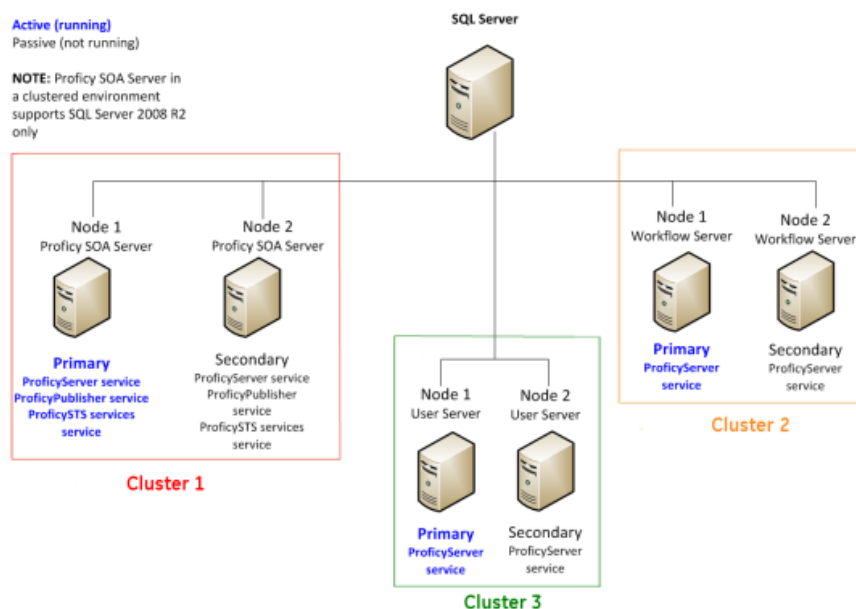 Active (running)
Passive (not running)
NOTE: Proficy SOA Server in
a clustered environment
supports SQL Server 2008 R2
only
SQL Server
Node 1
Proficy SOA Server
Primary
ProficyServer service
ProficyPublisher service
ProficySTS services
service
Node 2
Proficy SOA Server
Secondary
ProficyServer service
ProficyPublisher
service
ProficySTS services
service
Cluster 1
Node 1
User Server
Primary
ProficyServer
service
Node 2
User Server
Secondary
ProficyServer
service
Cluster 3
Node 1
Workflow Server
Primary
ProficyServer
service
Node 2
Workflow Server
Secondary
ProficyServer
service
Cluster 2